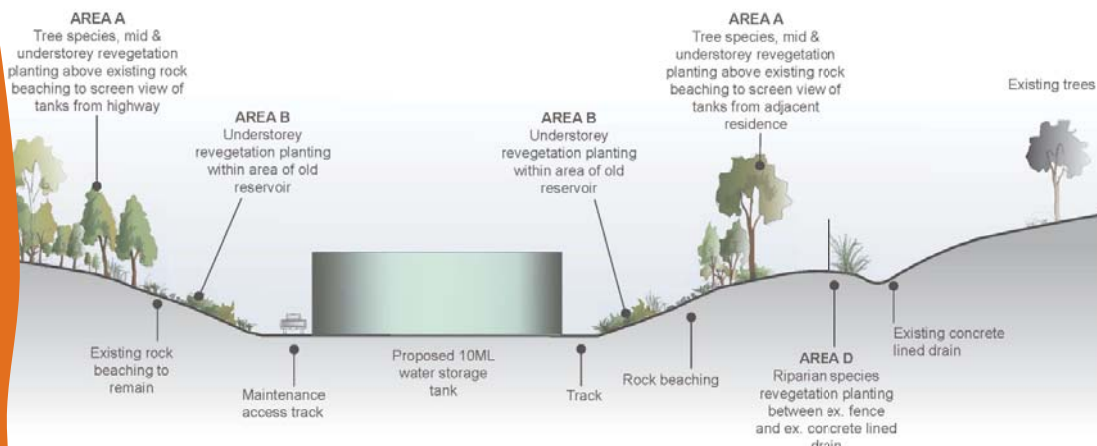 AREA A
Tree species, mid &
understorey revegetation
planting above existing rock
beaching to screen view of
tanks from highway
AREA B
Understorey
revegetation planting
within area of old
reservoir
AREA B
Understorey
revegetation planting
within area of old
reservoir
AREA A
Tree species, mid &
understorey revegetation
planting above existing rock
beaching to screen view of
tanks from adjacent
residence
Existing trees
Existing rock
beaching to
remain
Maintenance
access track
Proposed 10ML
water storage
tank
Track
Rock beaching
AREA D
Riparian species
revegetation planting
between ex. fence
and ex. concrete lined
drain
Existing concrete
lined drain